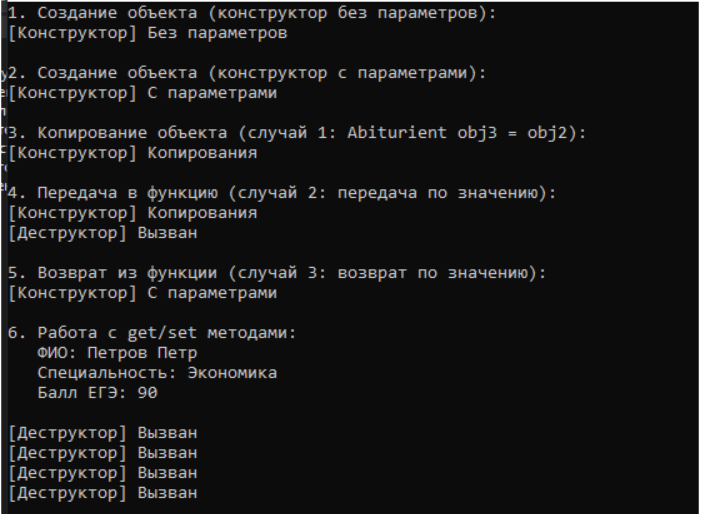 1. Создание объекта (конструктор без параметров):
[Конструктор] Без параметров
2. Создание объекта (конструктор с параметрами):
[Конструктор] С параметрами
3. Копирование объекта (случай 1: Abiturient obj3 = obj2):
[Конструктор] Копирования
4. Передача в функцию (случай 2: передача по значению):
[Конструктор] Копирования
[Деструктор] Вызван
5. Возврат из функции (случай 3: возврат по значению):
[Конструктор] С параметрами
6. Работа с get/set методами:
ФИО: Петров Петр
Специальность: Экономика
Балл ЕГЭ: 90
[Деструктор] Вызван
[Деструктор] Вызван
[Деструктор] Вызван
[Деструктор] Вызван